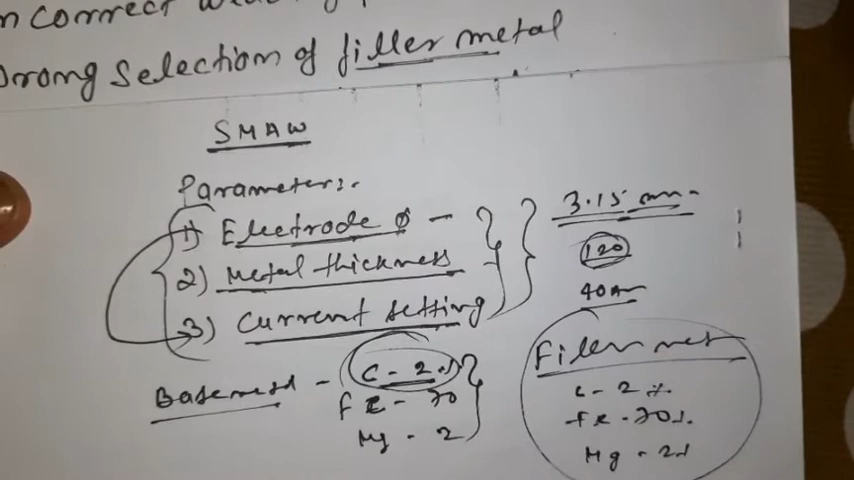 n correct
wrong selection of filler metal
SMAW
Parameters:-
1) Electrode ϕ - 3.15 mm
2) Metal thickness 120
3) Current setting 40
Basemetal - C - 2%
Fe - 70
Mg - 2
Filler met
C - 2 %
Fe - 70%
Mg - 2%